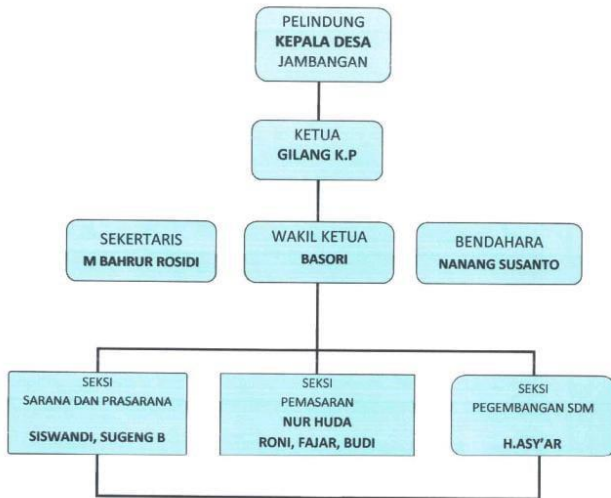 PELINDUNG
KEPALA DESA
JAMBANGAN
KETUA
GILANG K.P
SEKERTARIS
M BAHRUR ROSIDI
WAKIL KETUA
BASORI
BENDAHARA
NANANG SUSANTO
SEKSI
SARANA DAN PRASARANA
SISWANDI, SUGENG B
SEKSI
PEMASARAN
NUR HUDA
RONI, FAJAR, BUDI
SEKSI
PEGEMBANGAN SDM
H.ASY'AR